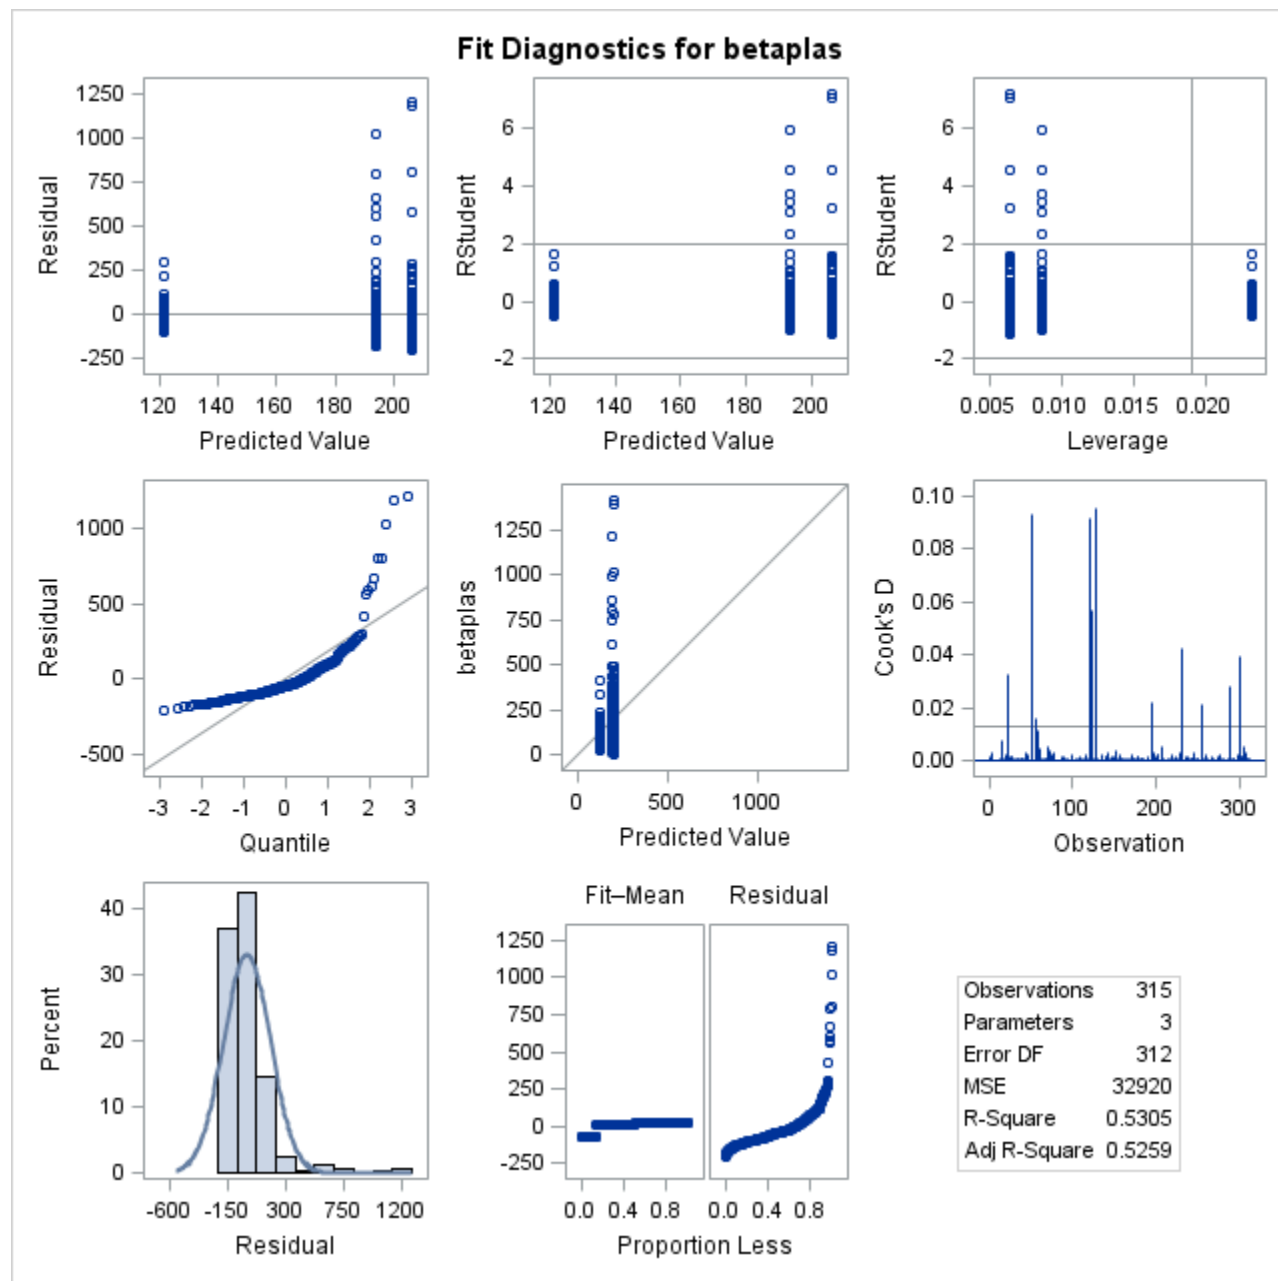 Fit Diagnostics for betaplas
1250
1000
750
500
250
0
-250
Residual
120 140 160 180 200
Predicted Value
6
4
2
0
-2
RStudent
120 140 160 180 200
Predicted Value
6
4
2
0
-2
RStudent
0.005 0.010 0.015 0.020
Leverage
1000
500
0
-500
Residual
-3 -2 -1 0 1 2 3
Quantile
1250
1000
750
500
250
0
betaplas
0 500 1000
Predicted Value
0.10
0.08
0.06
0.04
0.02
0.00
Cook's D
0 100 200 300
Observation
40
30
20
10
0
Percent
-600 -150 300 750 1200
Residual
Fit–Mean Residual
1250
1000
750
500
250
0
-250
0.0 0.4 0.8 0.0 0.4 0.8
Proportion Less
Observations 315
Parameters 3
Error DF 312
MSE 32920
R-Square 0.5305
Adj R-Square 0.5259